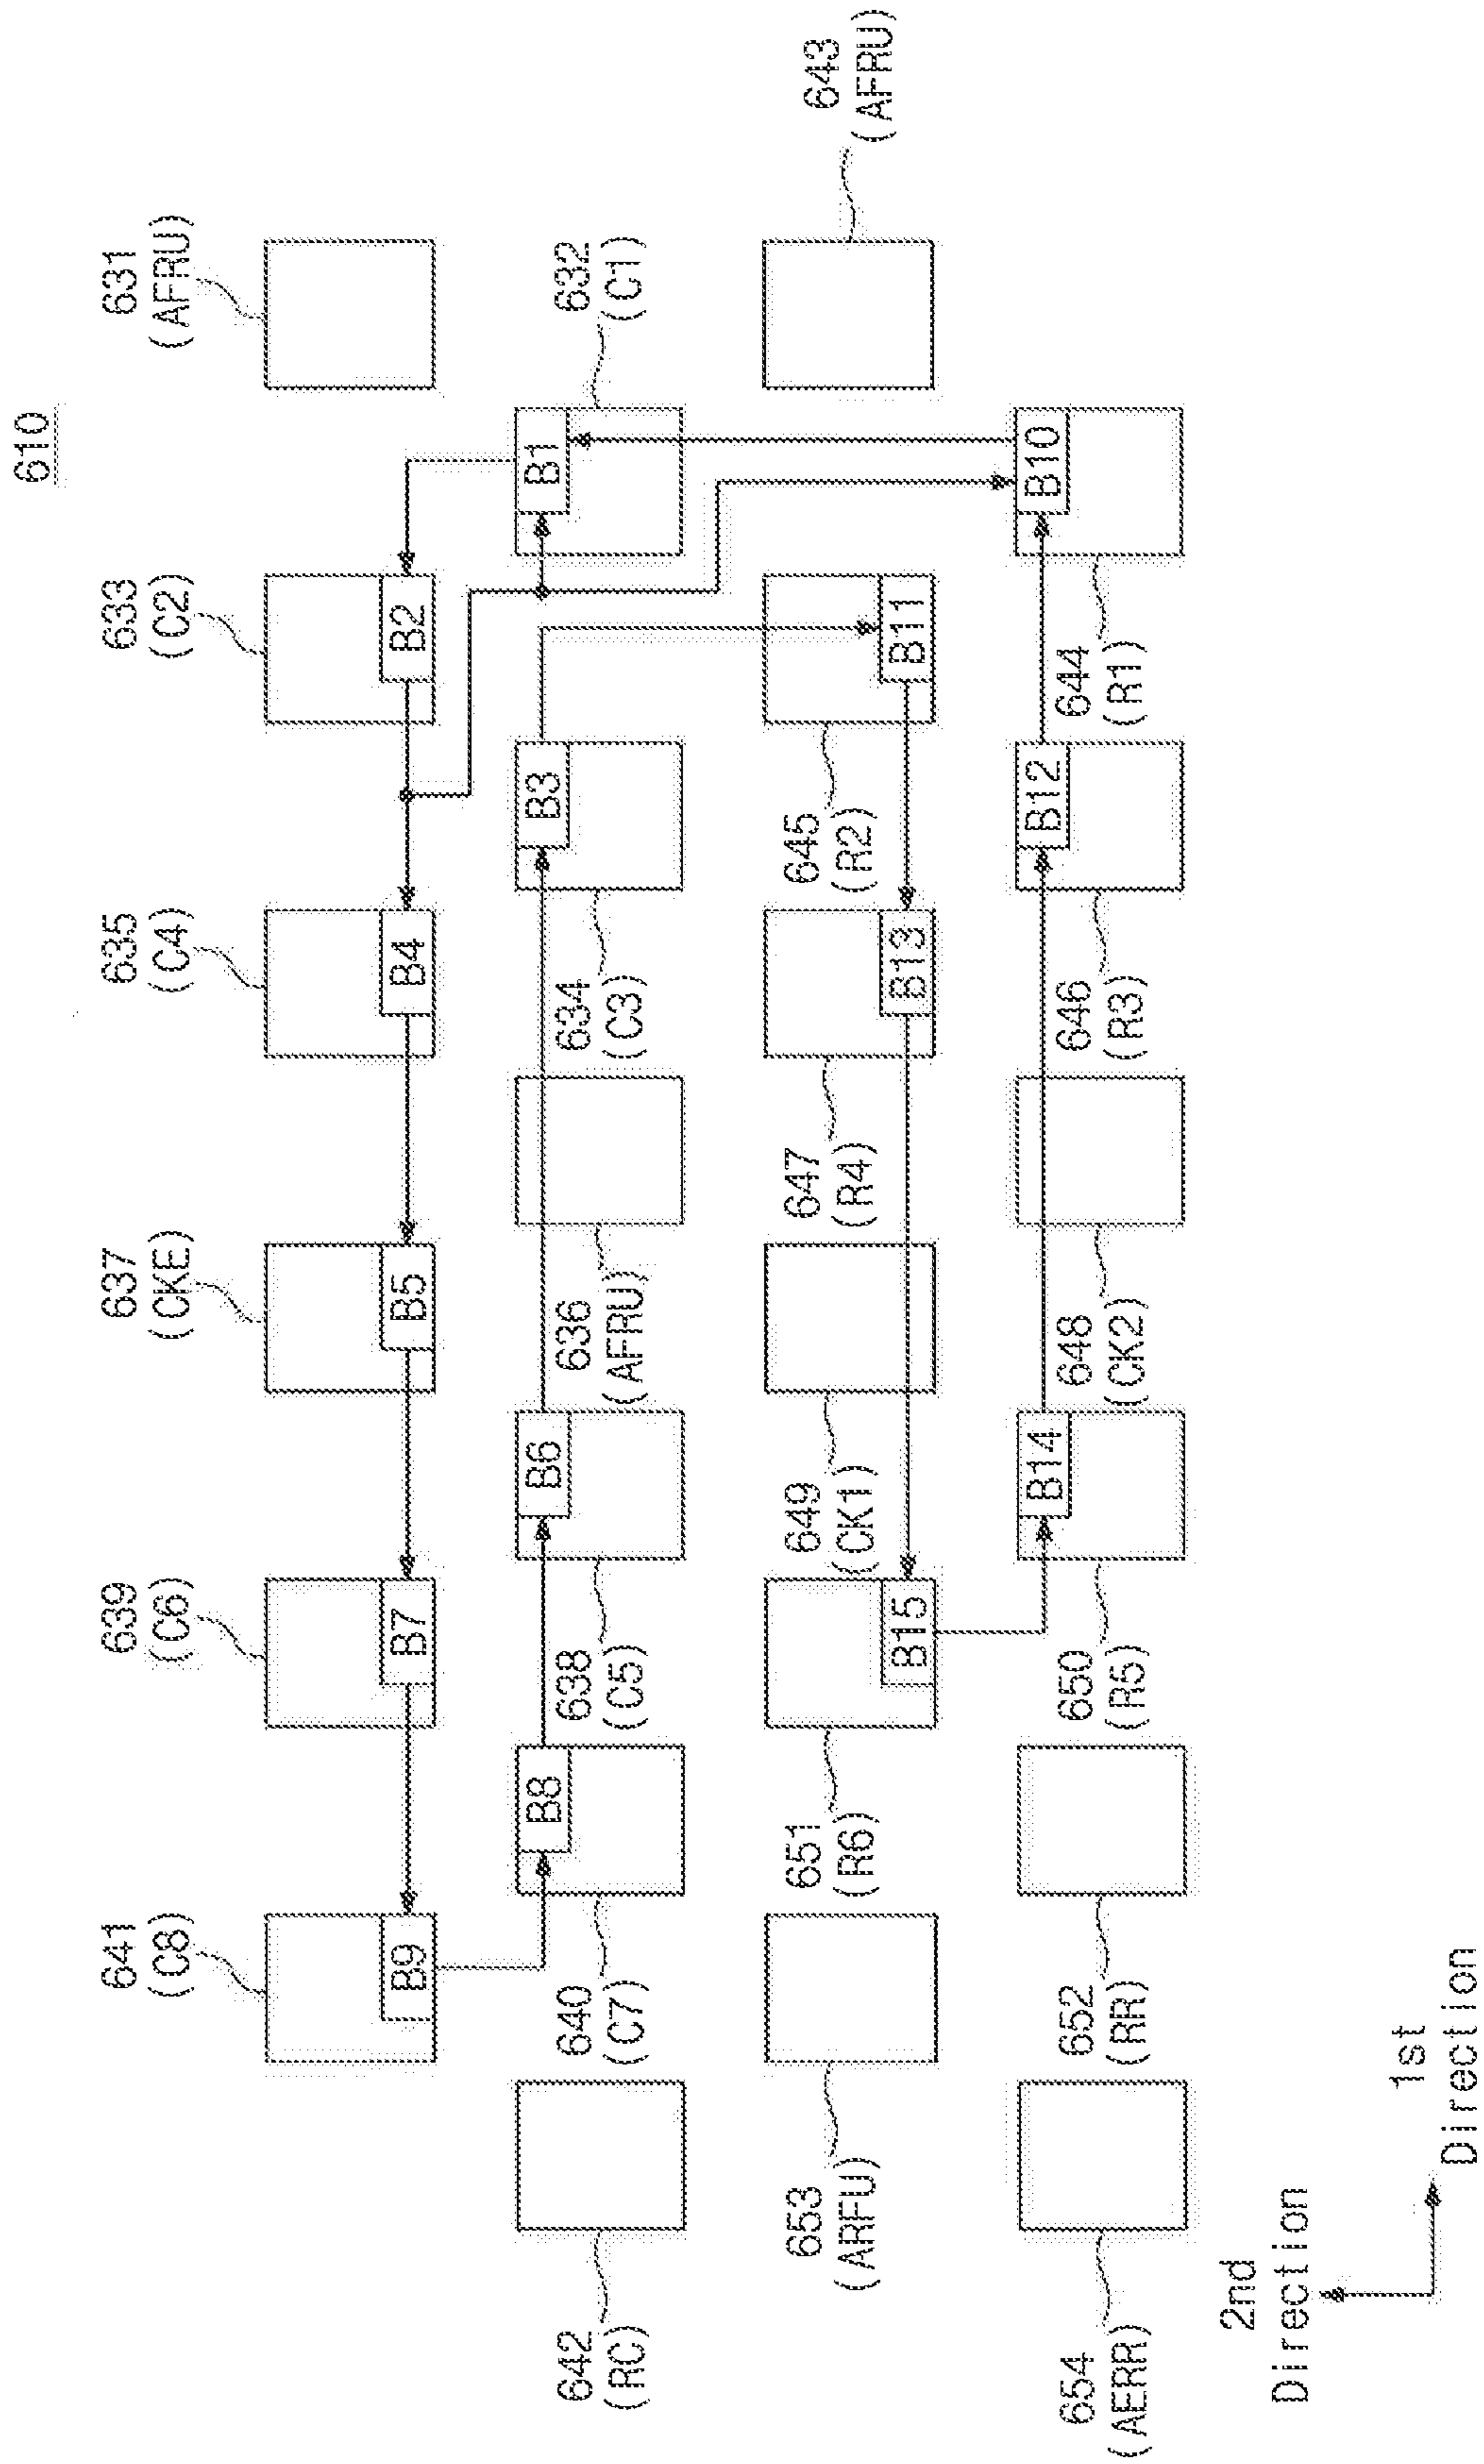 610
631
(AFRU)
633
(C2)
635
(C4)
637
(CKE)
639
(C6)
641
(C8)
B2
B4
B5
B7
B9
632
(C1)
B1
B3
B6
B8
634
(C3)
636
(AFRU)
638
(C5)
640
(C7)
642
(RC)
643
(AFRU)
B11
B13
B15
645
(R2)
647
(R4)
649
(CK1)
651
(R6)
653
(ARFU)
B10
B12
B14
644
(R1)
646
(R3)
648
(CK2)
650
(R5)
652
(RR)
654
(AERR)
2nd
Direction
1st
Direction